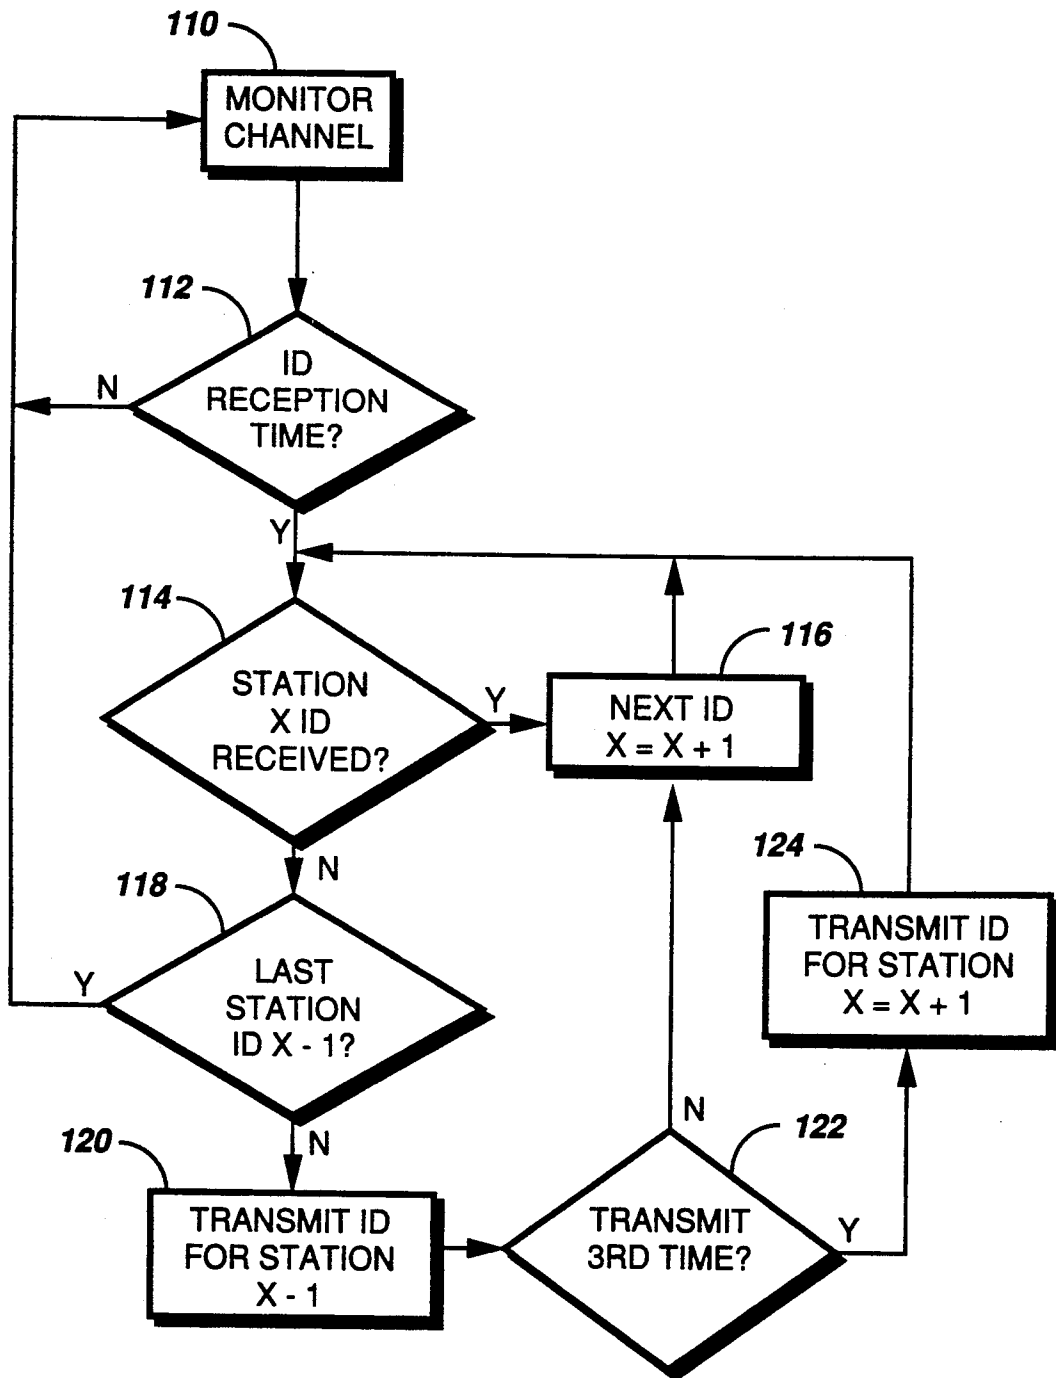 110
MONITOR
CHANNEL
112
ID
RECEPTION
TIME?
N
Y
114
STATION
X ID
RECEIVED?
Y
116
NEXT ID
X = X + 1
N
118
LAST
STATION
ID X - 1?
Y
N
124
TRANSMIT ID
FOR STATION
X = X + 1
120
TRANSMIT ID
FOR STATION
X - 1
122
TRANSMIT
3RD TIME?
N
Y